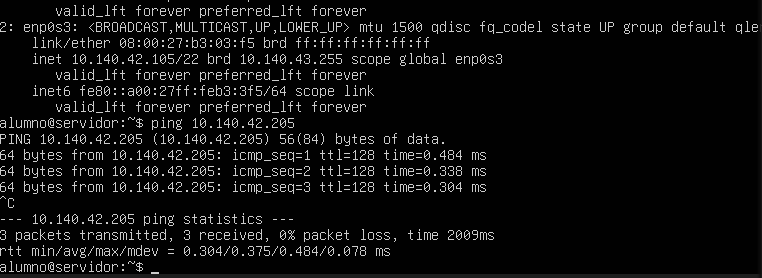 valid_lft forever preferred_lft forever
2: enp0s3: <BROADCAST,MULTICAST,UP,LOWER_UP> mtu 1500 qdisc fq_codel state UP group default qle
link/ether 08:00:27:b3:03:f5 brd ff:ff:ff:ff:ff:ff
inet 10.140.42.105/22 brd 10.140.43.255 scope global enp0s3
valid_lft forever preferred_lft forever
inet6 fe80::a00:27ff:feb3:3f5/64 scope link
valid_lft forever preferred_lft forever
alumno@servidor:~$ ping 10.140.42.205
PING 10.140.42.205 (10.140.42.205) 56(84) bytes of data.
64 bytes from 10.140.42.205: icmp_seq=1 ttl=128 time=0.484 ms
64 bytes from 10.140.42.205: icmp_seq=2 ttl=128 time=0.338 ms
64 bytes from 10.140.42.205: icmp_seq=3 ttl=128 time=0.304 ms
^C
--- 10.140.42.205 ping statistics ---
3 packets transmitted, 3 received, 0% packet loss, time 2009ms
rtt min/avg/max/mdev = 0.304/0.375/0.484/0.078 ms
alumno@servidor:~$ _